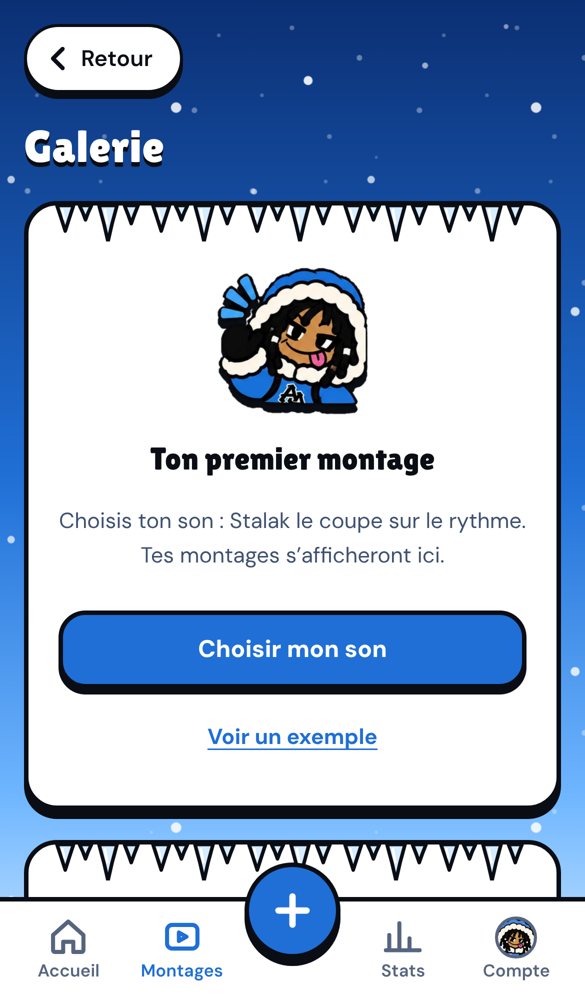 Retour
Galerie
Ton premier montage
Choisis ton son : Stalak le coupe sur le rythme.
Tes montages s’afficheront ici.
Choisir mon son
Voir un exemple
Accueil
Montages
Stats
Compte